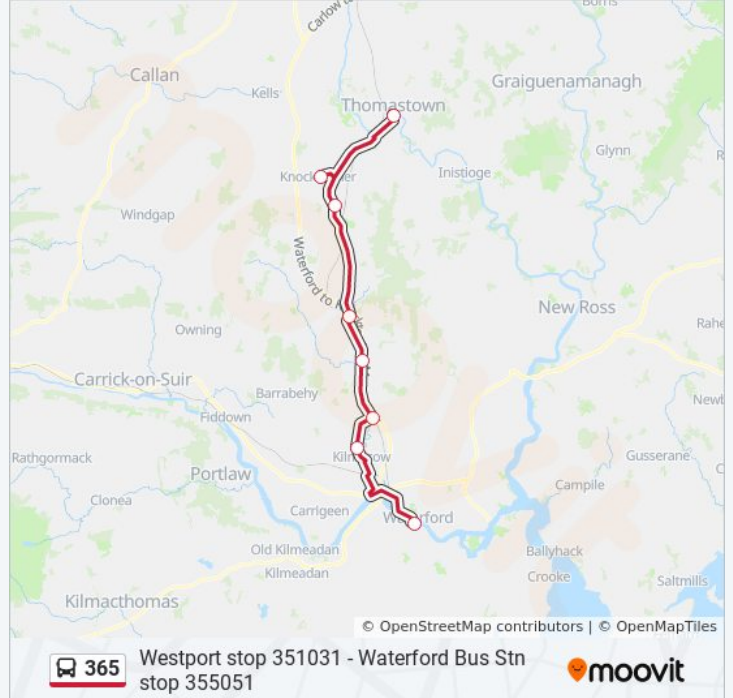 Borris
Carlow to
Callan
Graiguenamanagh
Kells
Thomastown
Glynn
Inistioge
Windgap
Waterford to
New Ross
Owning
Carrick-on-Suir
Barrabehy
Fiddown
Rathgormack
Gusserane
Portlaw
Campile
Clonea
Carrigeen
Waterford
Old Kilmeadan
Ballyhack
Kilmeadan
Crooke
Saltmills
Kilmacthomas
© OpenStreetMap contributors | © OpenMapTiles
365
Westport stop 351031 - Waterford Bus Stn
stop 355051
moovit